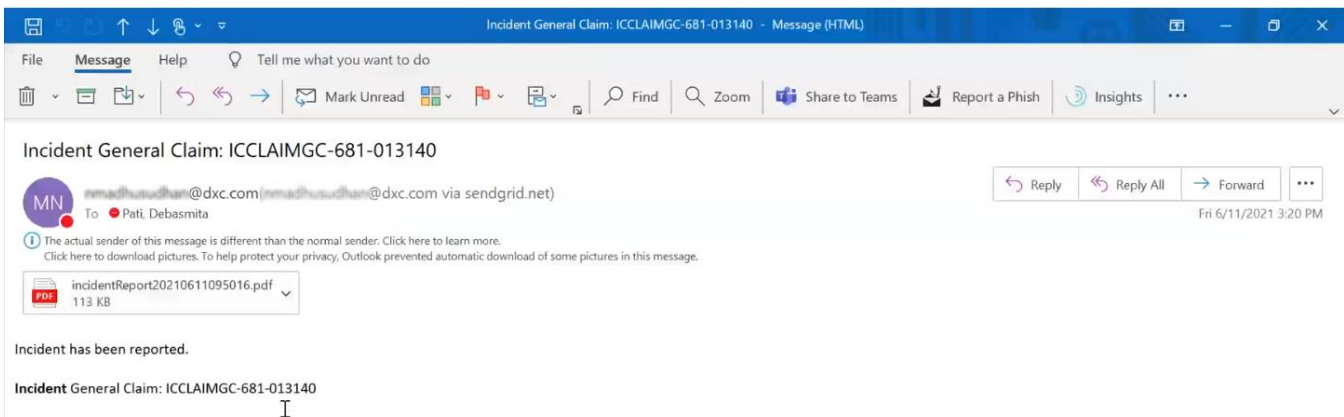 Incident General Claim: ICCLAIMGC-681-013140 - Message (HTML)
File Message Help Tell me what you want to do
Mark Unread Find Zoom Share to Teams Report a Phish Insights ...
Incident General Claim: ICCLAIMGC-681-013140
MN
@dxc.com( @dxc.com via sendgrid.net)
To Pati, Debasmita
Reply Reply All Forward ...
Fri 6/11/2021 3:20 PM
The actual sender of this message is different than the normal sender. Click here to learn more.
Click here to download pictures. To help protect your privacy, Outlook prevented automatic download of some pictures in this message.
PDF
incidentReport20210611095016.pdf
113 KB
Incident has been reported.
Incident General Claim: ICCLAIMGC-681-013140